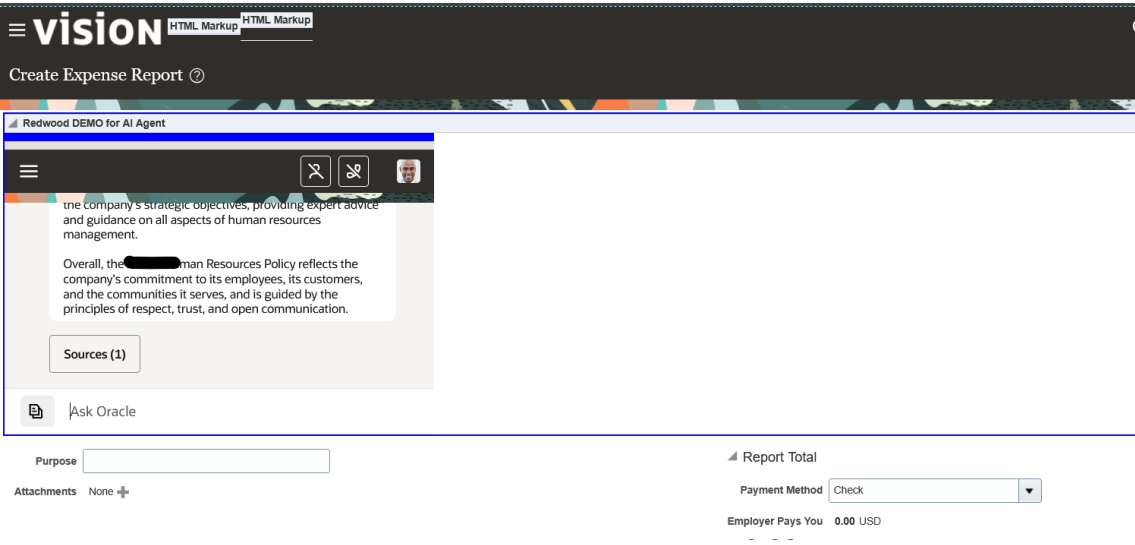 vision HTML Markup HTML Markup
Create Expense Report ?
Redwood DEMO for AI Agent
the company's strategic objectives, providing expert advice
and guidance on all aspects of human resources
management.
Overall, the man Resources Policy reflects the
company's commitment to its employees, its customers,
and the communities it serves, and is guided by the
principles of respect, trust, and open communication.
Sources (1)
Ask Oracle
Purpose
Attachments None
Report Total
Payment Method Check
Employer Pays You 0.00 USD